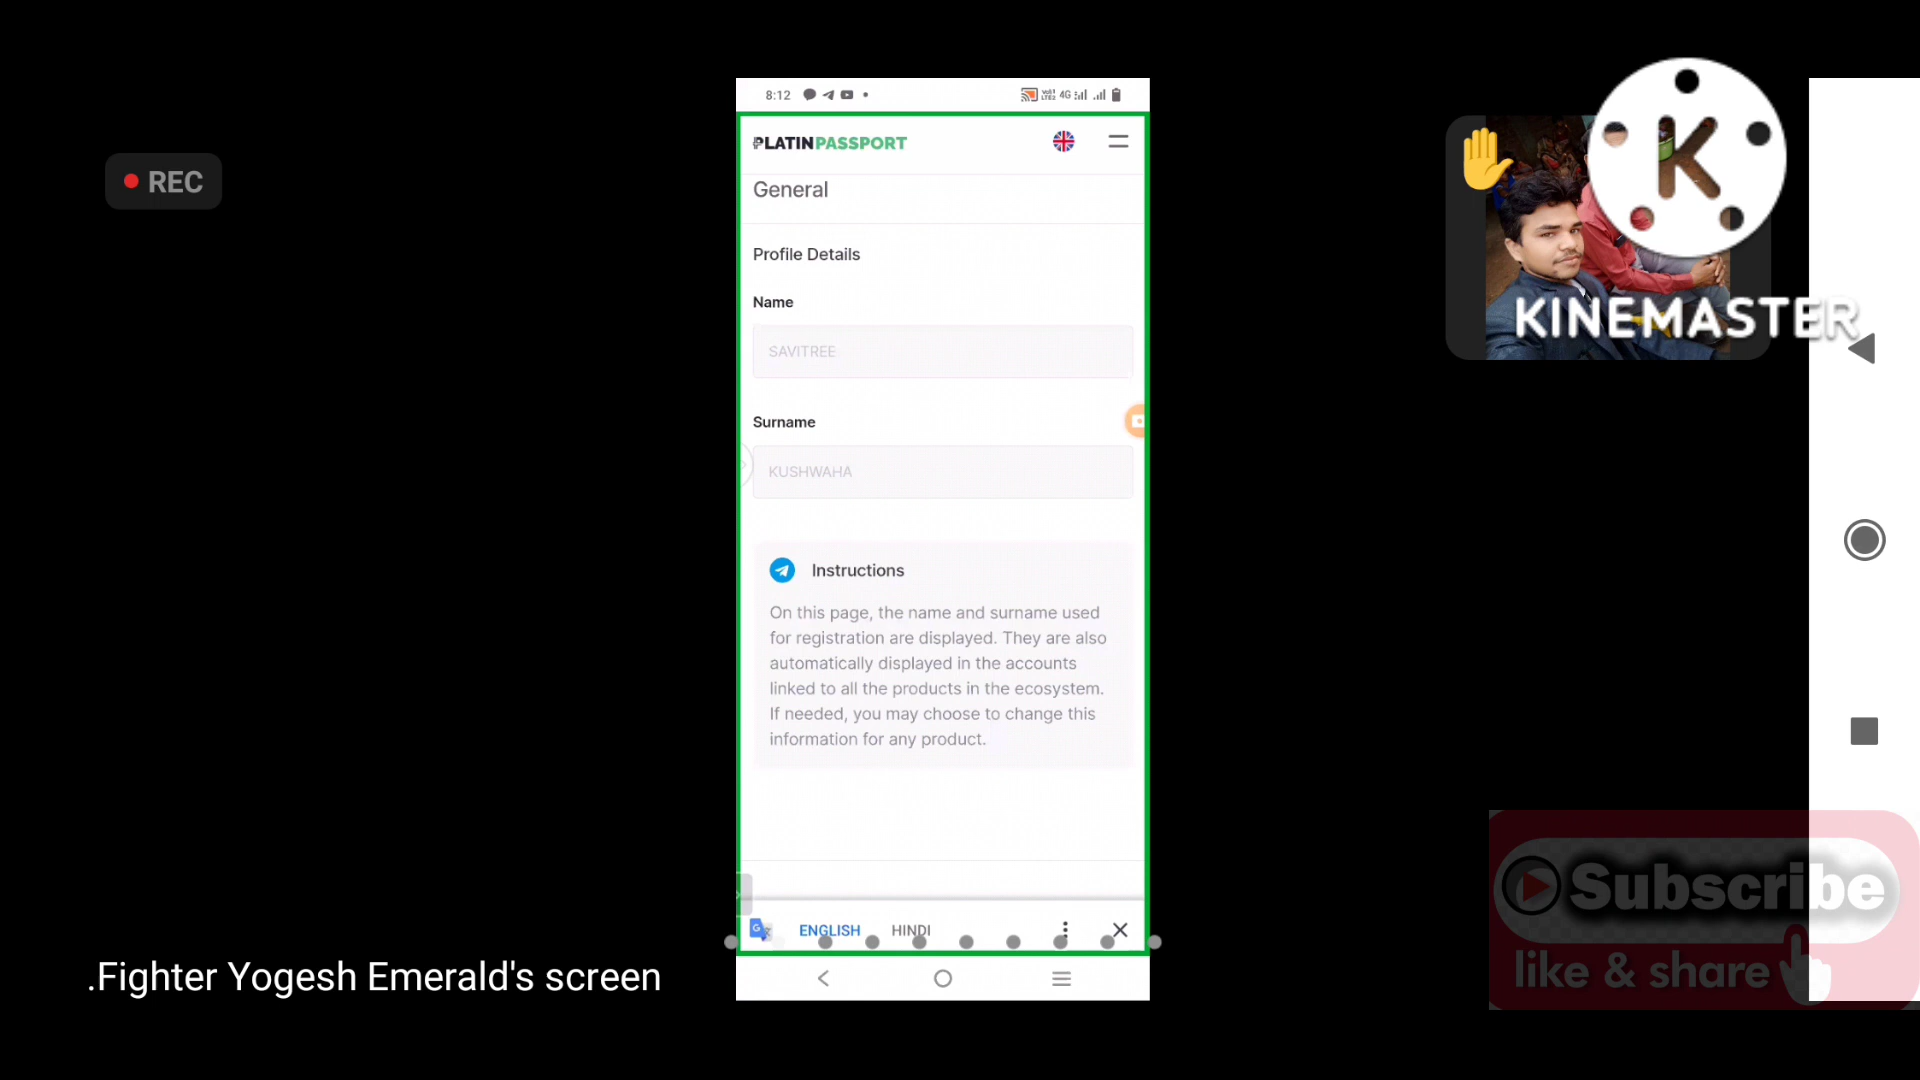 8:12
4G
REC
PLATINPASSPORT
General
Profile Details
Name
SAVITREE
Surname
KUSHWAHA
Instructions
On this page, the name and surname used
for registration are displayed. They are also
automatically displayed in the accounts
linked to all the products in the ecosystem.
If needed, you may choose to change this
information for any product.
ENGLISH HINDI
.Fighter Yogesh Emerald's screen
K
KINEMASTER
Subscribe
like & share